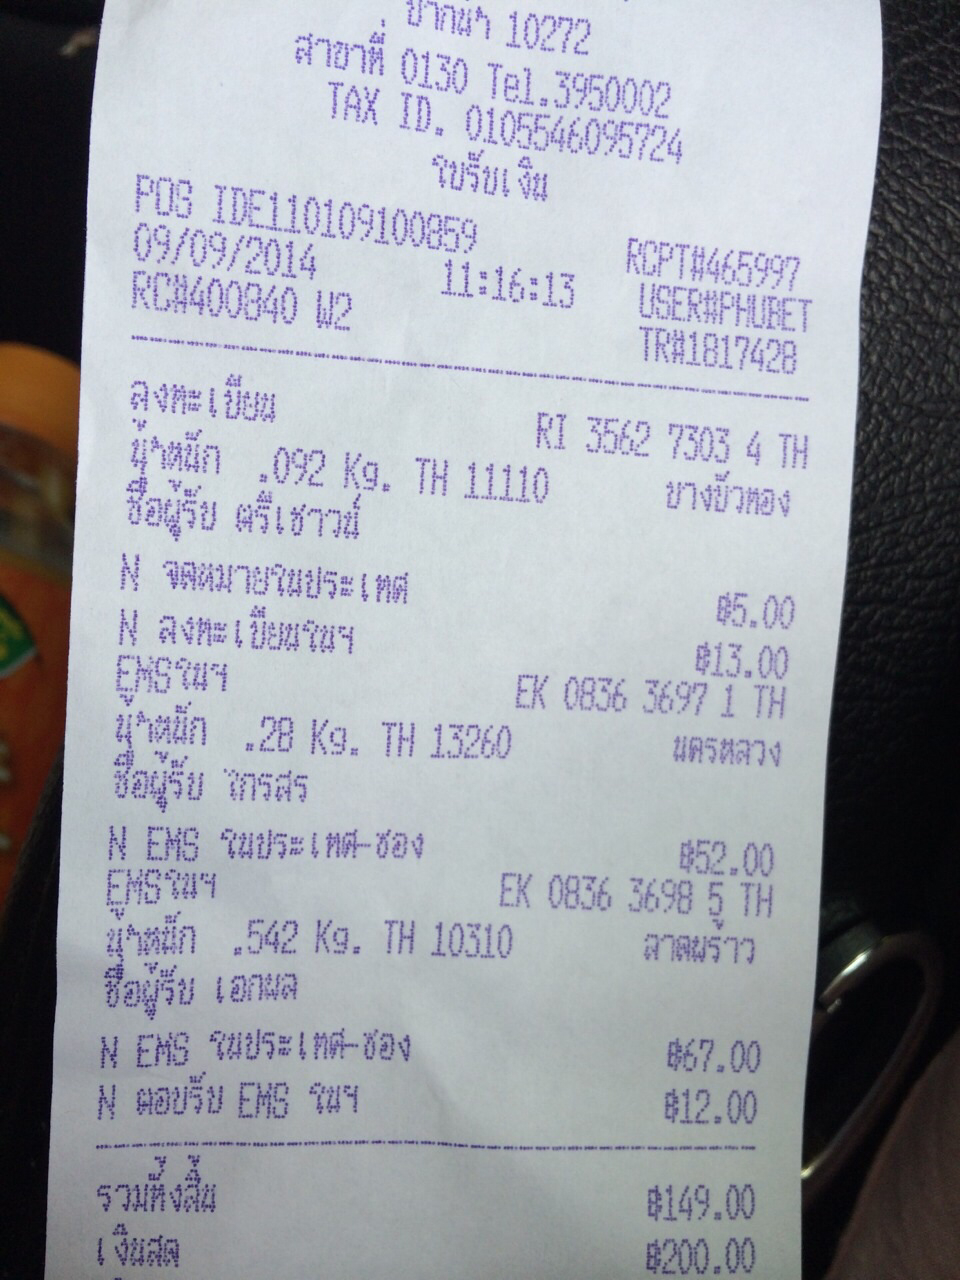 ปากน้ำ 10272
สาขาที่ 0130 Tel.3950002
TAX ID. 0105546095724
ใบรับเงิน
POS IDE110109100859 RCPT#465997
09/09/2014 11:16:13 USER#PHUBET
RC#400840 W2 TR#1817428
ลงทะเบียน RI 3562 7303 4 TH
น้ำหนัก .092 Kg. TH 11110 บางบัวทอง
ชื่อผู้รับ ตรีเชาวน์
N จดหมายในประเทศ ฿5.00
N ลงทะเบียนในฯ ฿13.00
EMSในฯ EK 0836 3697 1 TH
น้ำหนัก .28 Kg. TH 13260 นครหลวง
ชื่อผู้รับ ไกรสร
N EMS ในประเทศ-ซอง ฿52.00
EMSในฯ EK 0836 3698 5 TH
น้ำหนัก .542 Kg. TH 10310 ลาดพร้าว
ชื่อผู้รับ เอกพล
N EMS ในประเทศ-ซอง ฿67.00
N ตอบรับ EMS ในฯ ฿12.00
รวมทั้งสิ้น ฿149.00
เงินสด ฿200.00